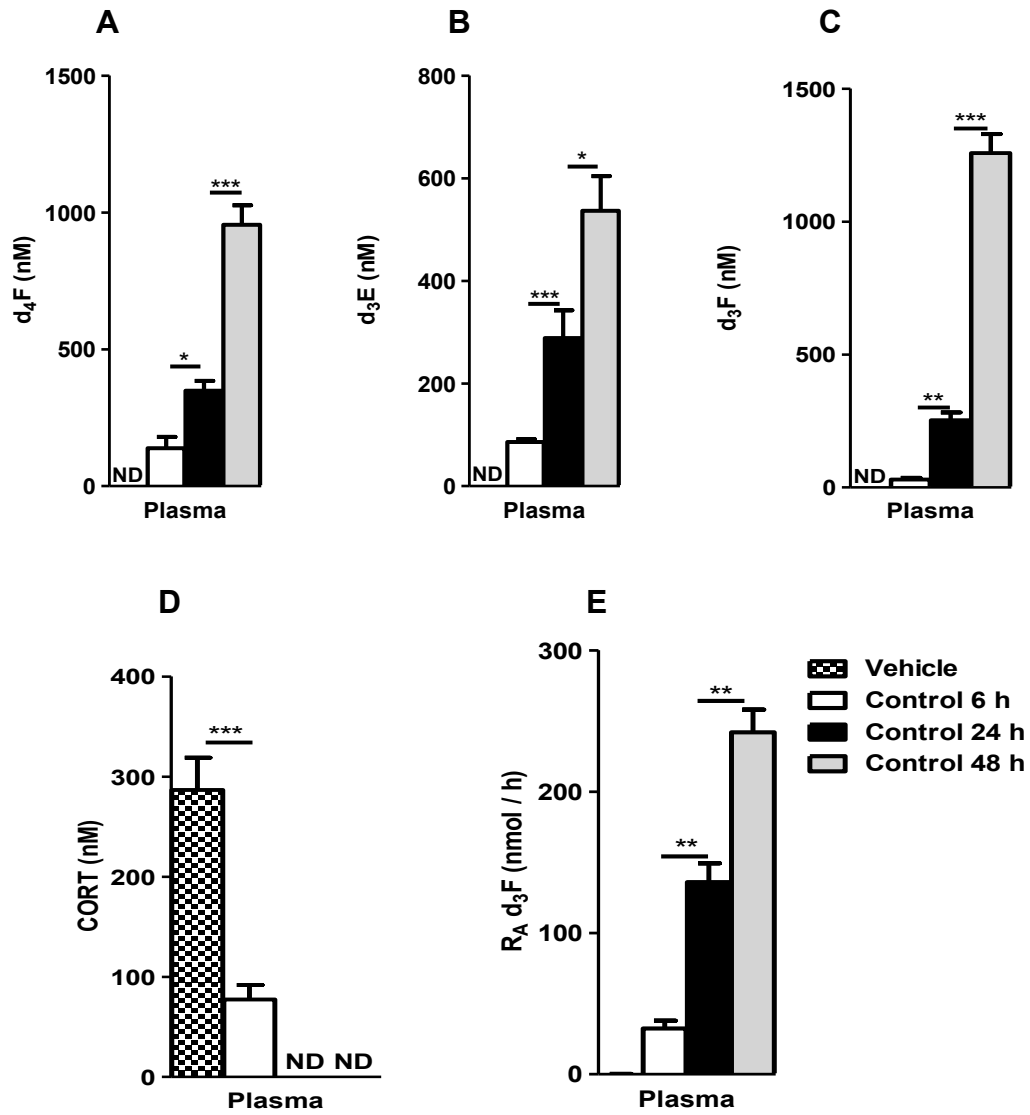 A
d4F (nM)
1500
1000
500
0
ND
*
***
Plasma
B
d3E (nM)
800
600
400
200
0
ND
***
*
Plasma
C
d3F (nM)
1500
1000
500
0
ND
**
***
Plasma
D
CORT (nM)
400
300
200
100
0
***
ND ND
Plasma
E
RA d3F (nmol / h)
300
200
100
0
**
**
Plasma
Vehicle
Control 6 h
Control 24 h
Control 48 h